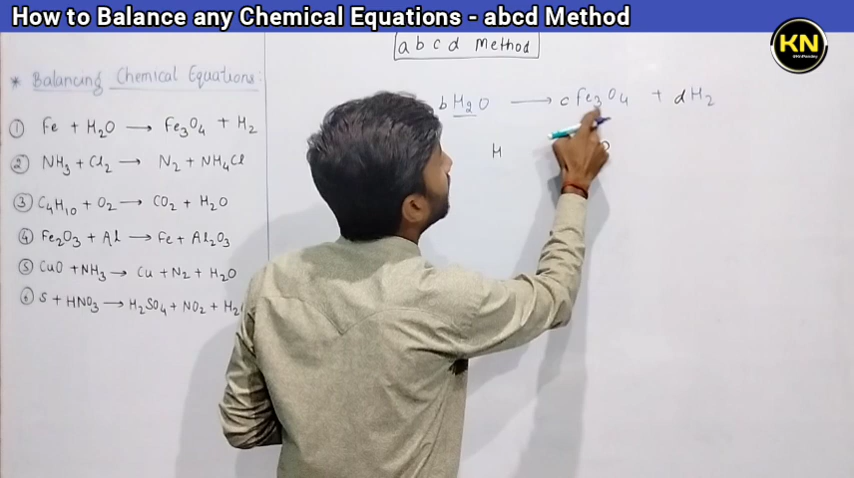 How to Balance any Chemical Equations - abcd Method
KN
abcd Method
* Balancing Chemical Equations:
① Fe + H₂O → Fe₃O₄ + H₂
② NH₃ + Cl₂ → N₂ + NH₄Cl
③ C₄H₁₀ + O₂ → CO₂ + H₂O
④ Fe₂O₃ + Al → Fe + Al₂O₃
⑤ CuO + NH₃ → Cu + N₂ + H₂O
⑥ S + HNO₃ → H₂SO₄ + NO₂ + H₂
b H₂O → c Fe₃O₄ + d H₂
H